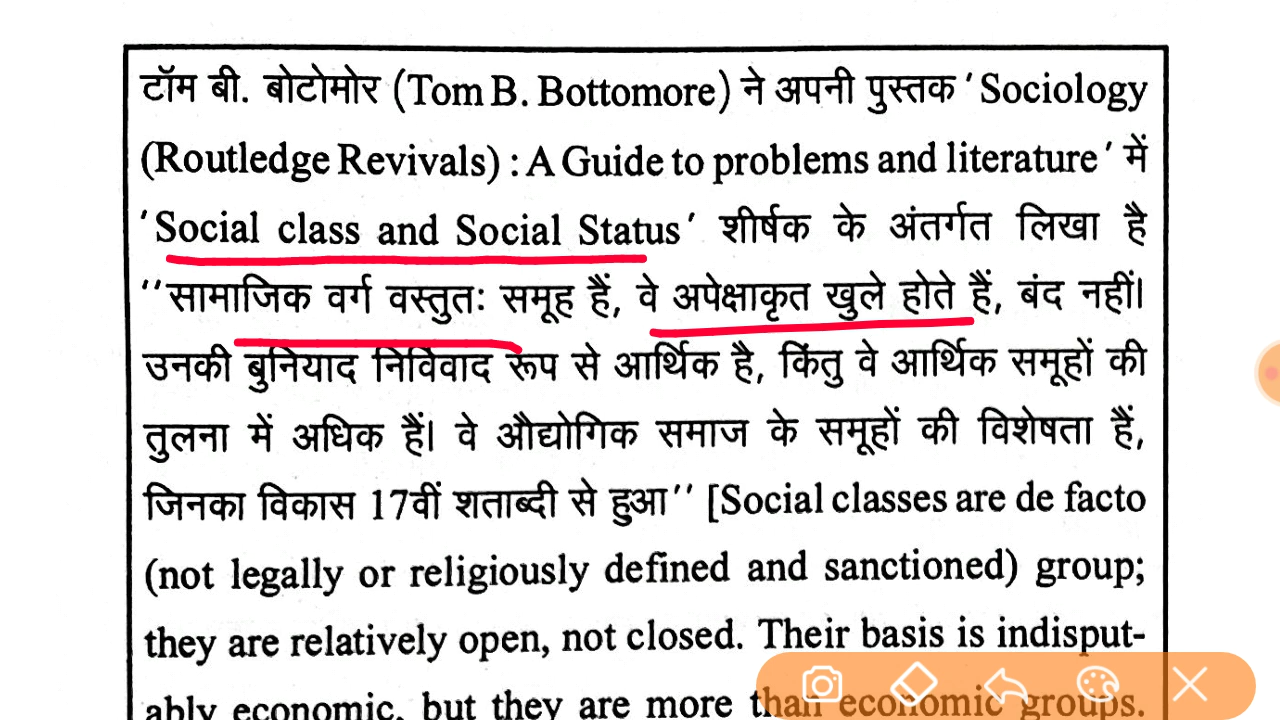 टॉम बी. बोटोमोर (Tom B. Bottomore) ने अपनी पुस्तक ' Sociology
(Routledge Revivals) : A Guide to problems and literature ' में
'Social class and Social Status' शीर्षक के अंतर्गत लिखा है
''सामाजिक वर्ग वस्तुतः समूह हैं, वे अपेक्षाकृत खुले होते हैं, बंद नहीं।
उनकी बुनियाद निर्विवाद रूप से आर्थिक है, किंतु वे आर्थिक समूहों की
तुलना में अधिक हैं। वे औद्योगिक समाज के समूहों की विशेषता हैं,
जिनका विकास 17वीं शताब्दी से हुआ'' [Social classes are de facto
(not legally or religiously defined and sanctioned) group;
they are relatively open, not closed. Their basis is indisput-
ably economic, but they are more than economic groups.